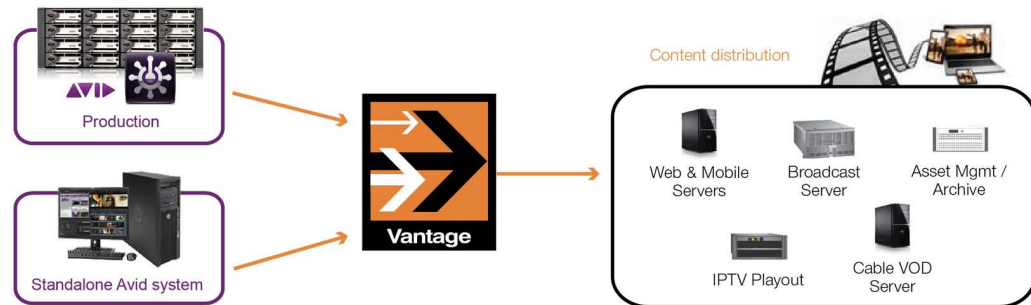 AVID
Production
Standalone Avid system
Vantage
Content distribution
Web & Mobile
Servers
Broadcast
Server
Asset Mgmt /
Archive
IPTV Playout
Cable VOD
Server